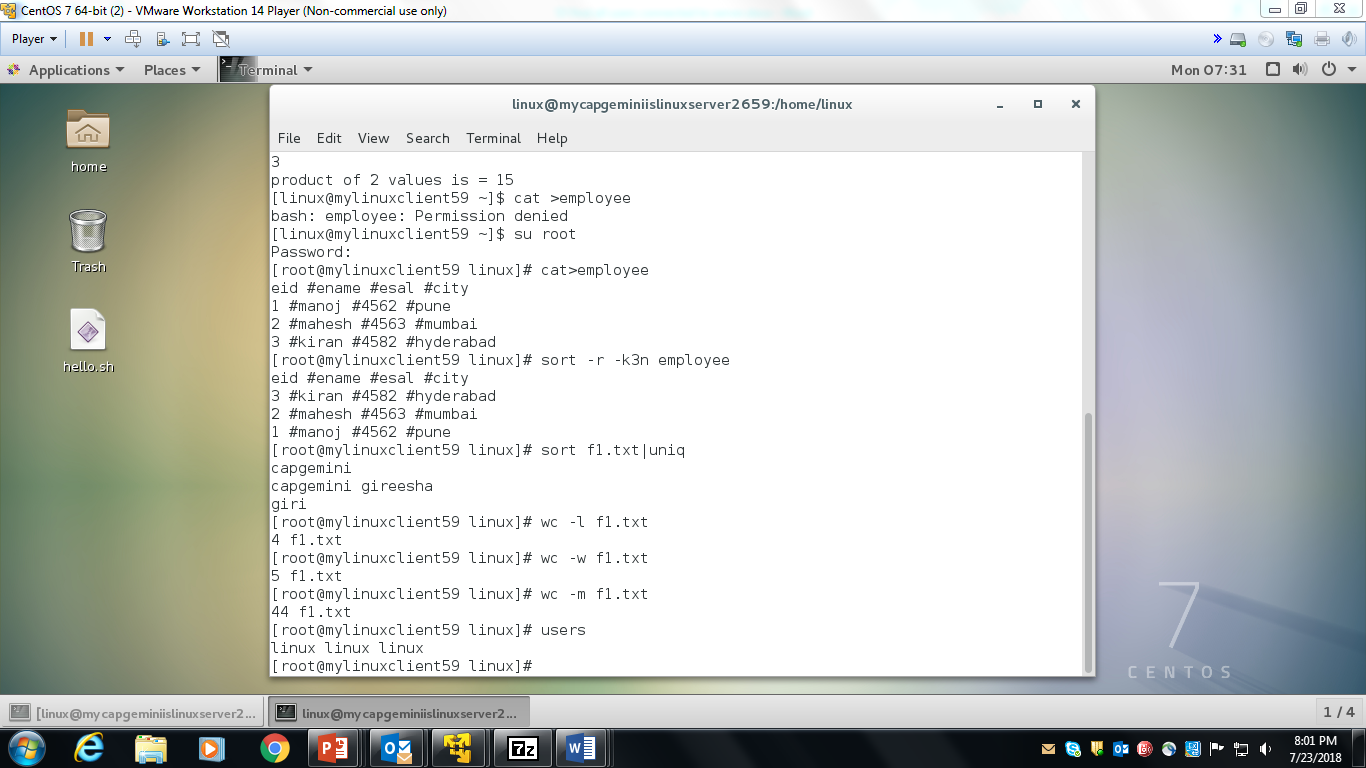 CentOS 7 64-bit (2) - VMware Workstation 14 Player (Non-commercial use only)
Player
Applications Places Terminal Mon 07:31
linux@mycapgeminiislinuxserver2659:/home/linux
File Edit View Search Terminal Help
home
Trash
hello.sh
3
product of 2 values is = 15
[linux@mylinuxclient59 ~]$ cat >employee
bash: employee: Permission denied
[linux@mylinuxclient59 ~]$ su root
Password:
[root@mylinuxclient59 linux]# cat>employee
eid #ename #esal #city
1 #manoj #4562 #pune
2 #mahesh #4563 #mumbai
3 #kiran #4582 #hyderabad
[root@mylinuxclient59 linux]# sort -r -k3n employee
eid #ename #esal #city
3 #kiran #4582 #hyderabad
2 #mahesh #4563 #mumbai
1 #manoj #4562 #pune
[root@mylinuxclient59 linux]# sort f1.txt|uniq
capgemini
capgemini gireesha
giri
[root@mylinuxclient59 linux]# wc -l f1.txt
4 f1.txt
[root@mylinuxclient59 linux]# wc -w f1.txt
5 f1.txt
[root@mylinuxclient59 linux]# wc -m f1.txt
44 f1.txt
[root@mylinuxclient59 linux]# users
linux linux linux
[root@mylinuxclient59 linux]#
7
CENTOS
[linux@mycapgeminiislinuxserver2... linux@mycapgeminiislinuxserver2... 1 / 4
8:01 PM
7/23/2018